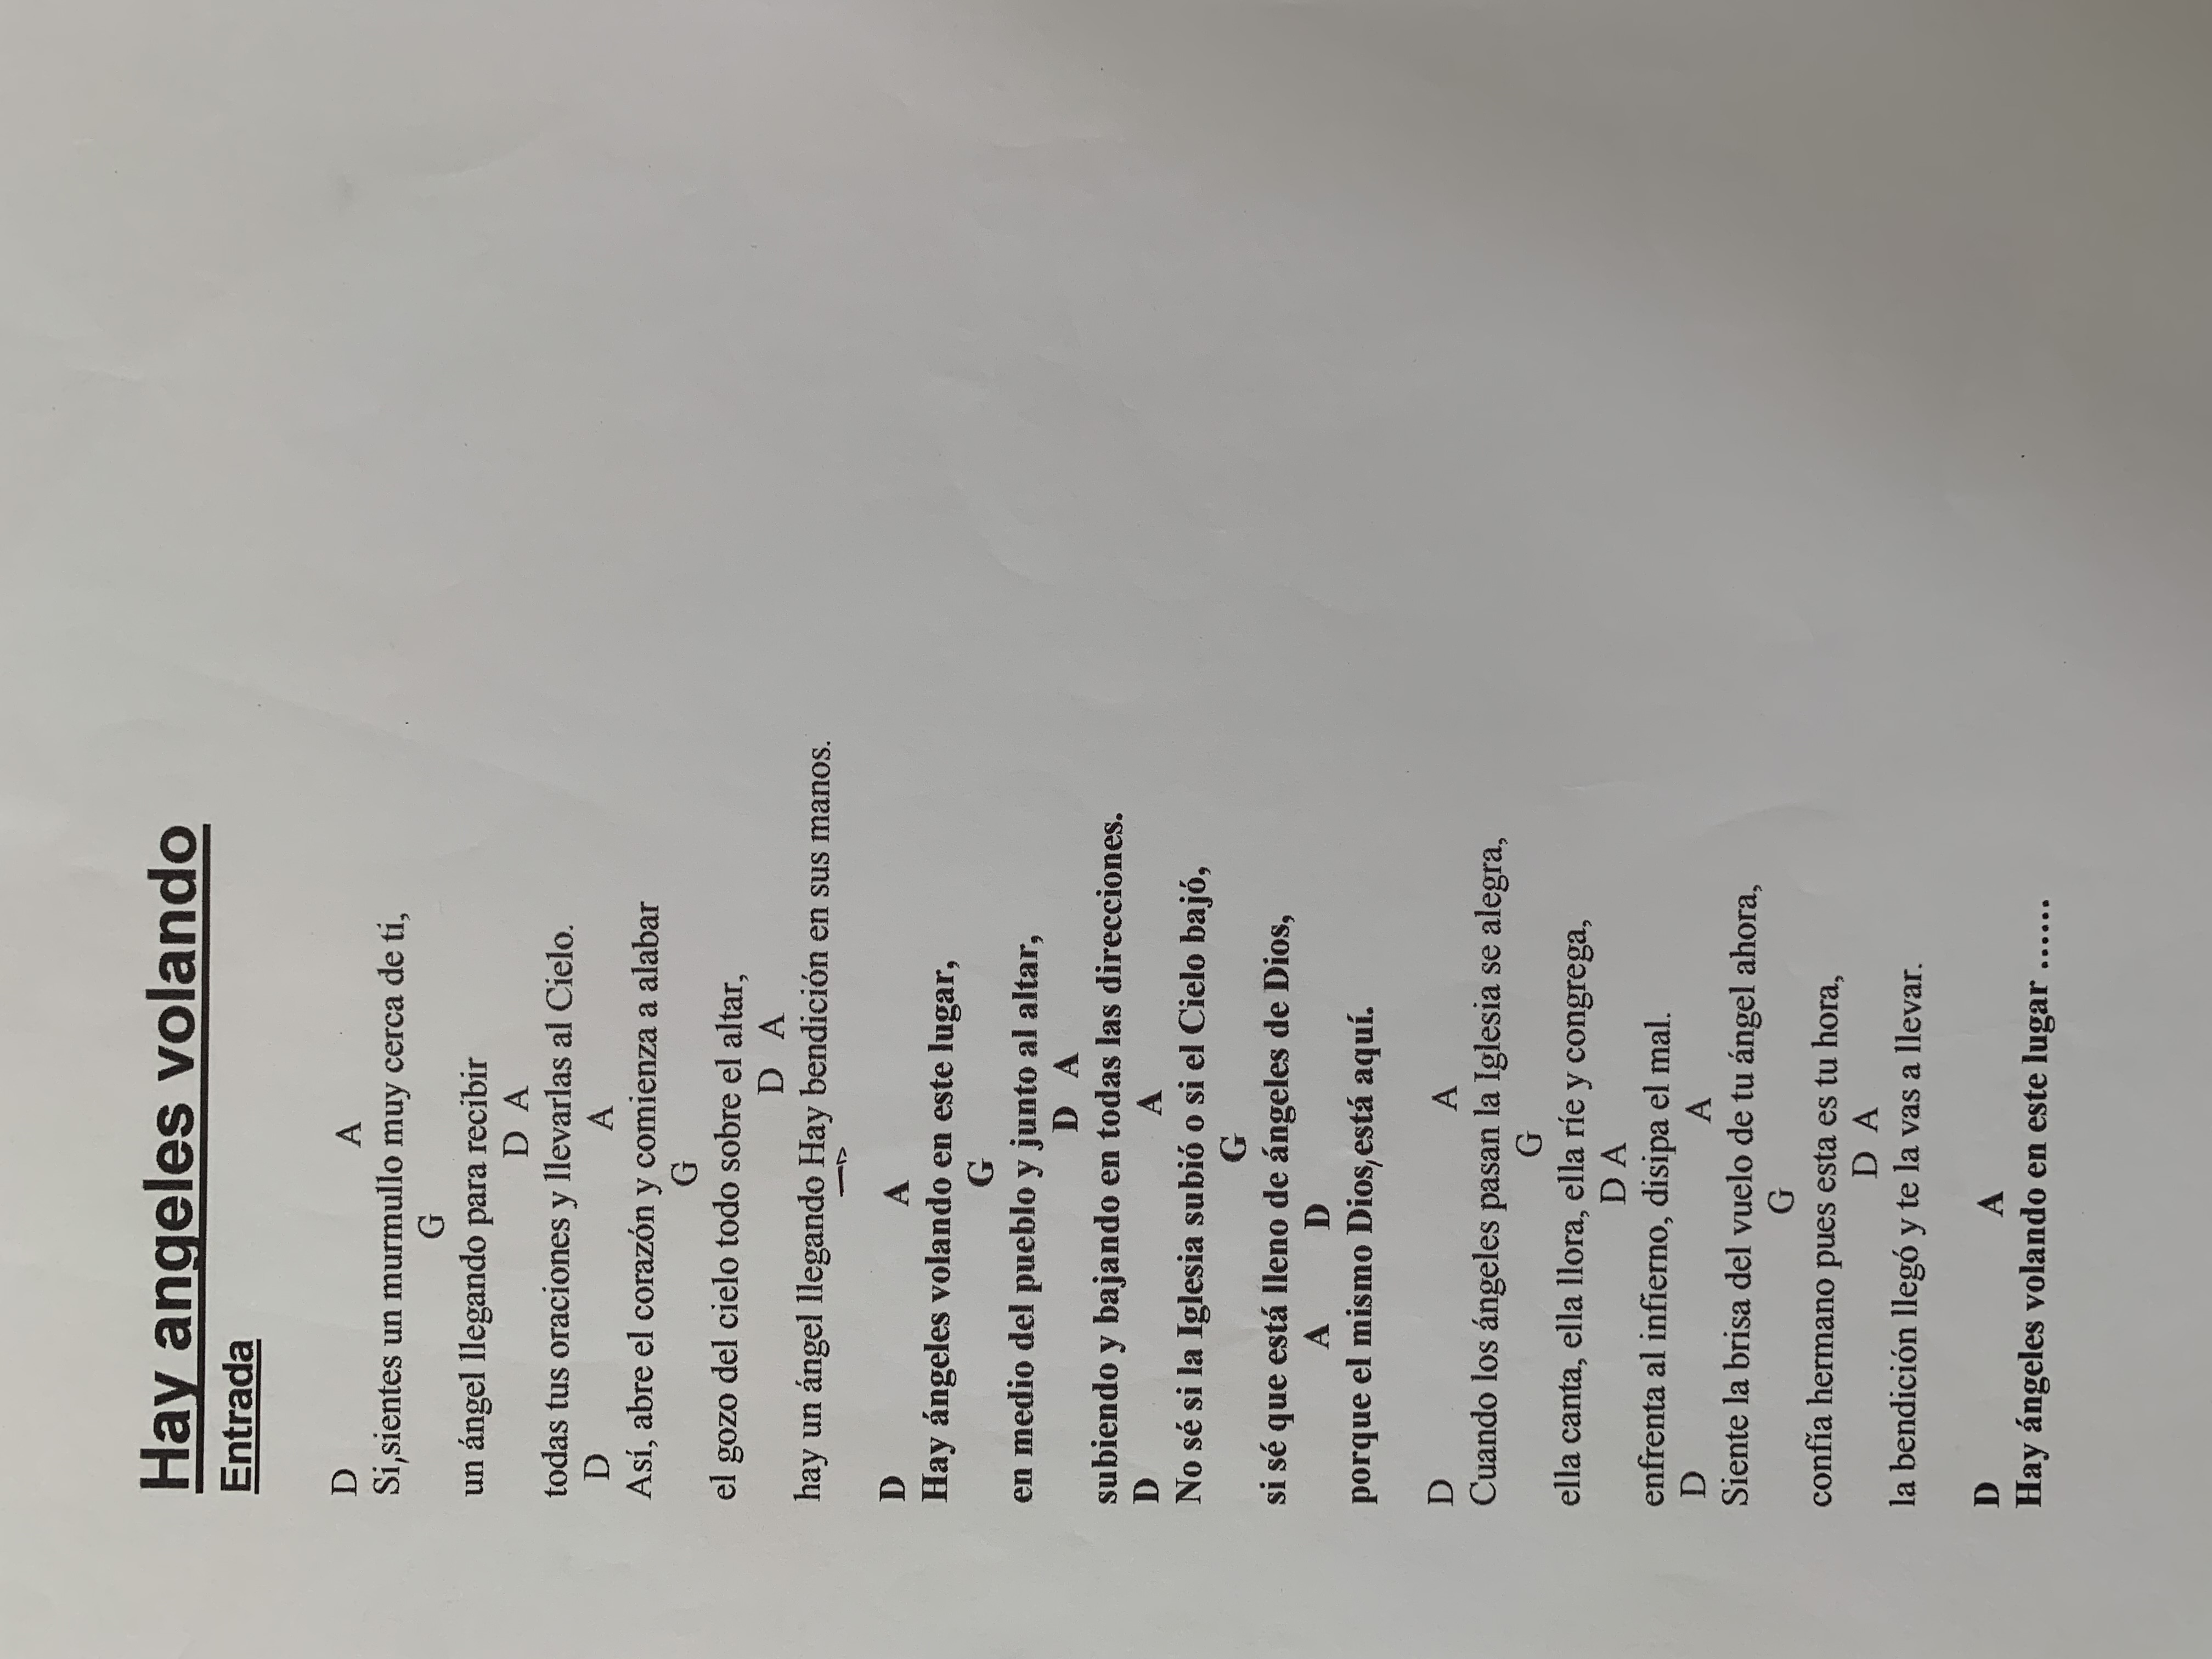 Hay angeles volando
Entrada
D A
Si,sientes un murmullo muy cerca de ti,
G
un ángel llegando para recibir
D A
todas tus oraciones y llevarlas al Cielo.
D A
Así, abre el corazón y comienza a alabar
G
el gozo del cielo todo sobre el altar,
D A
hay un ángel llegando Hay bendición en sus manos.
D A
Hay ángeles volando en este lugar,
G
en medio del pueblo y junto al altar,
D A
subiendo y bajando en todas las direcciones.
D A
No sé si la Iglesia subió o si el Cielo bajó,
G
si sé que está lleno de ángeles de Dios,
A D
porque el mismo Dios,está aquí.
D A
Cuando los ángeles pasan la Iglesia se alegra,
G
ella canta, ella llora, ella ríe y congrega,
D A
enfrenta al infierno, disipa el mal.
D A
Siente la brisa del vuelo de tu ángel ahora,
G
confía hermano pues esta es tu hora,
D A
la bendición llegó y te la vas a llevar.
D A
Hay ángeles volando en este lugar ……